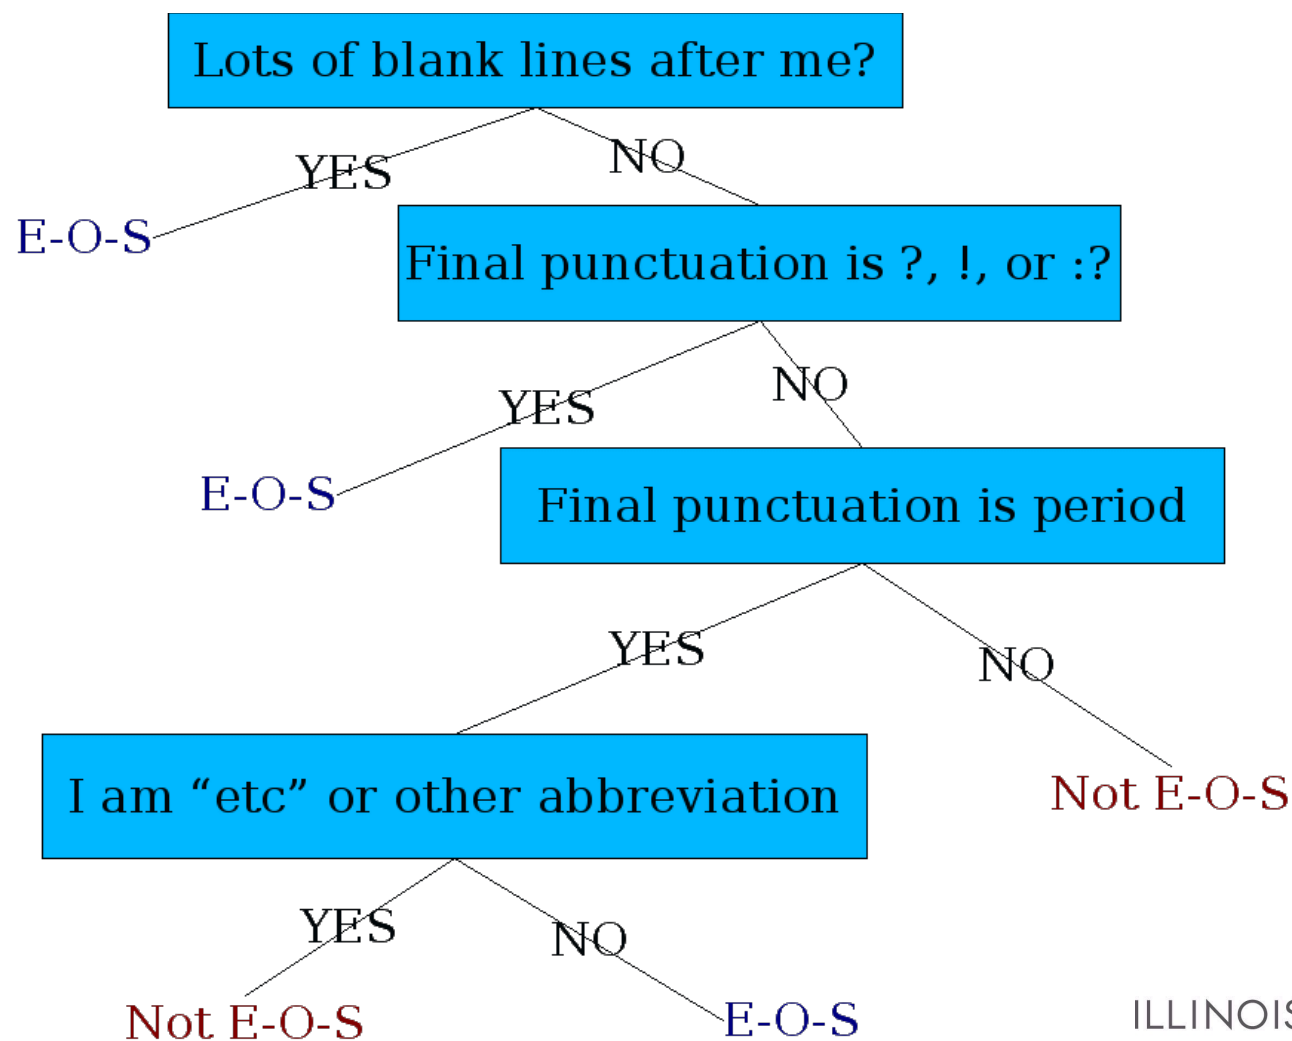 Lots of blank lines after me?
YES
NO
E-O-S
Final punctuation is ?, !, or :?
YES
NO
E-O-S
Final punctuation is period
YES
NO
I am “etc” or other abbreviation
Not E-O-S
YES
NO
Not E-O-S
E-O-S
ILLINOIS